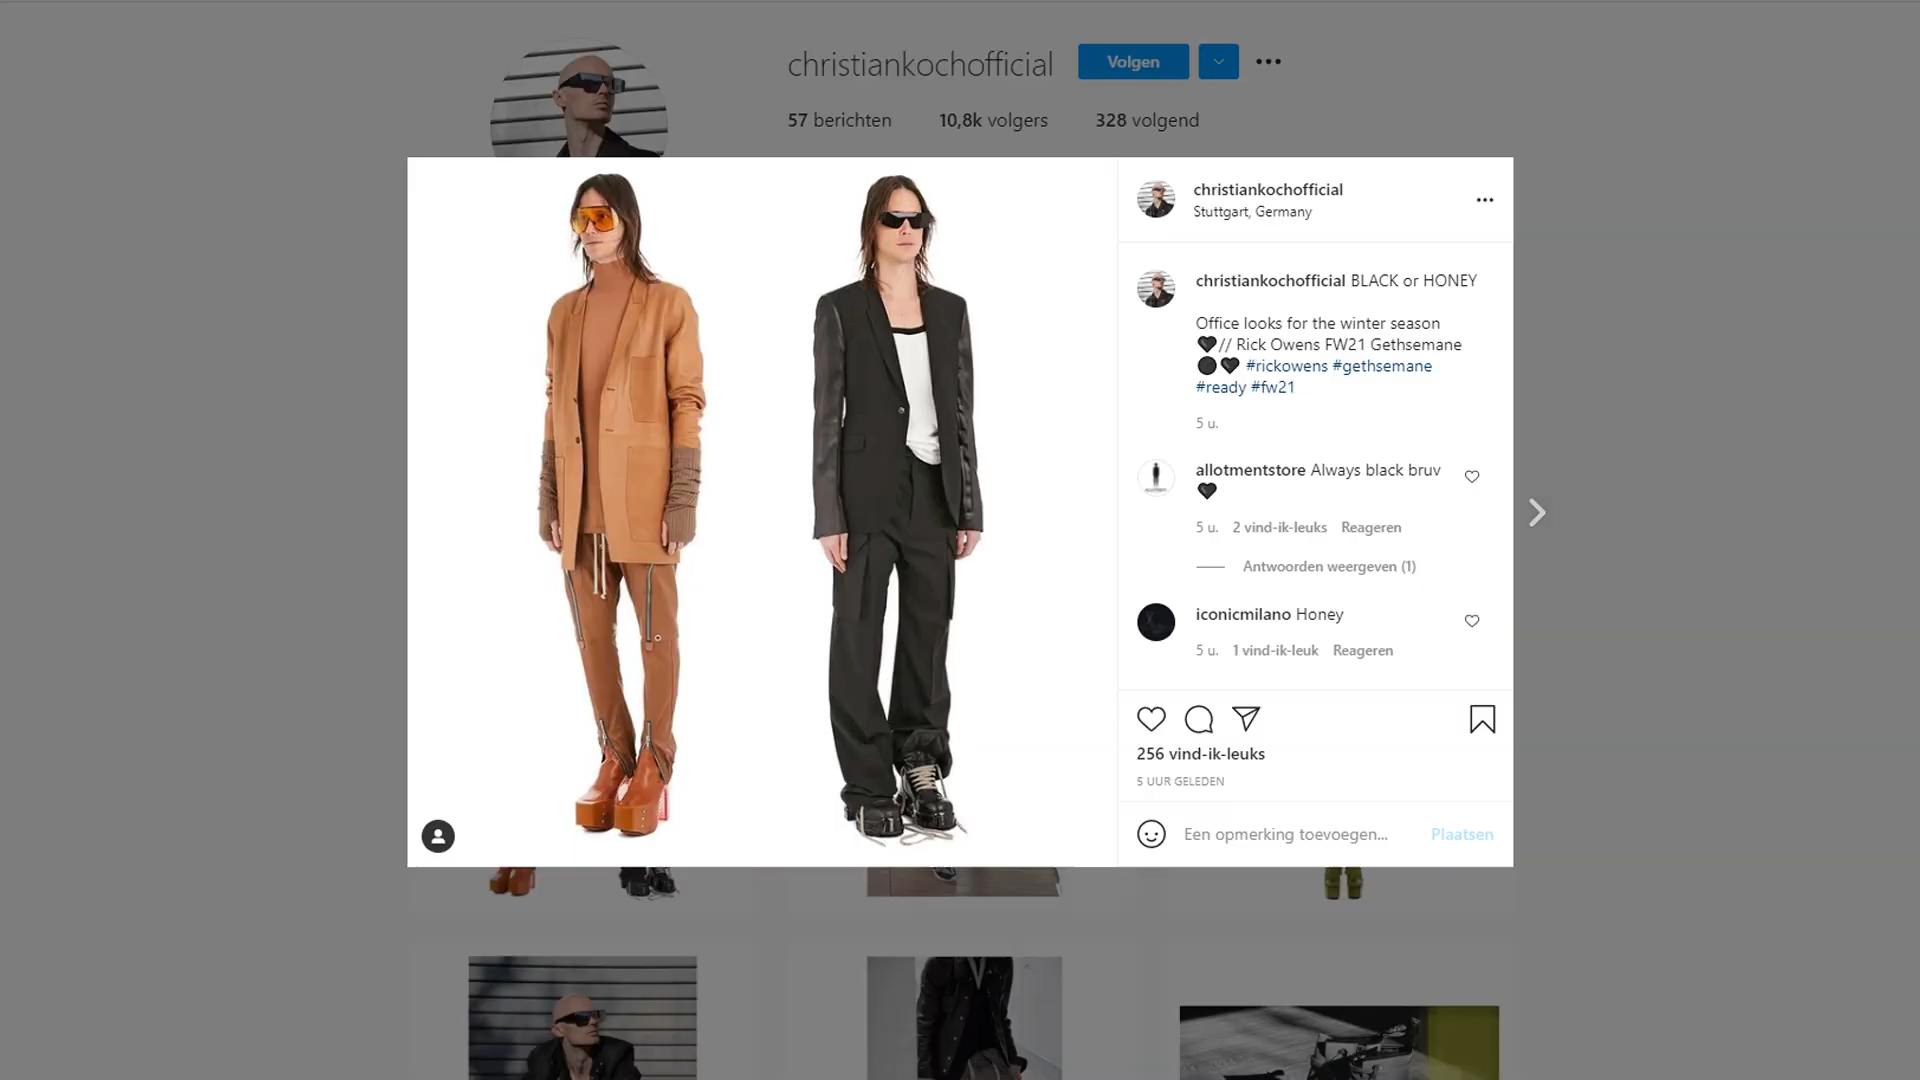 christiankochofficial Volgen
57 berichten 10,8k volgers 328 volgend
christiankochofficial
Stuttgart, Germany
christiankochofficial BLACK or HONEY
Office looks for the winter season
🖤// Rick Owens FW21 Gethsemane
⚫🖤 #rickowens #gethsemane
#ready #fw21
5 u.
allotmentstore Always black bruv
🖤
5 u. 2 vind-ik-leuks Reageren
Antwoorden weergeven (1)
iconicmilano Honey
5 u. 1 vind-ik-leuk Reageren
256 vind-ik-leuks
5 UUR GELEDEN
Een opmerking toevoegen... Plaatsen